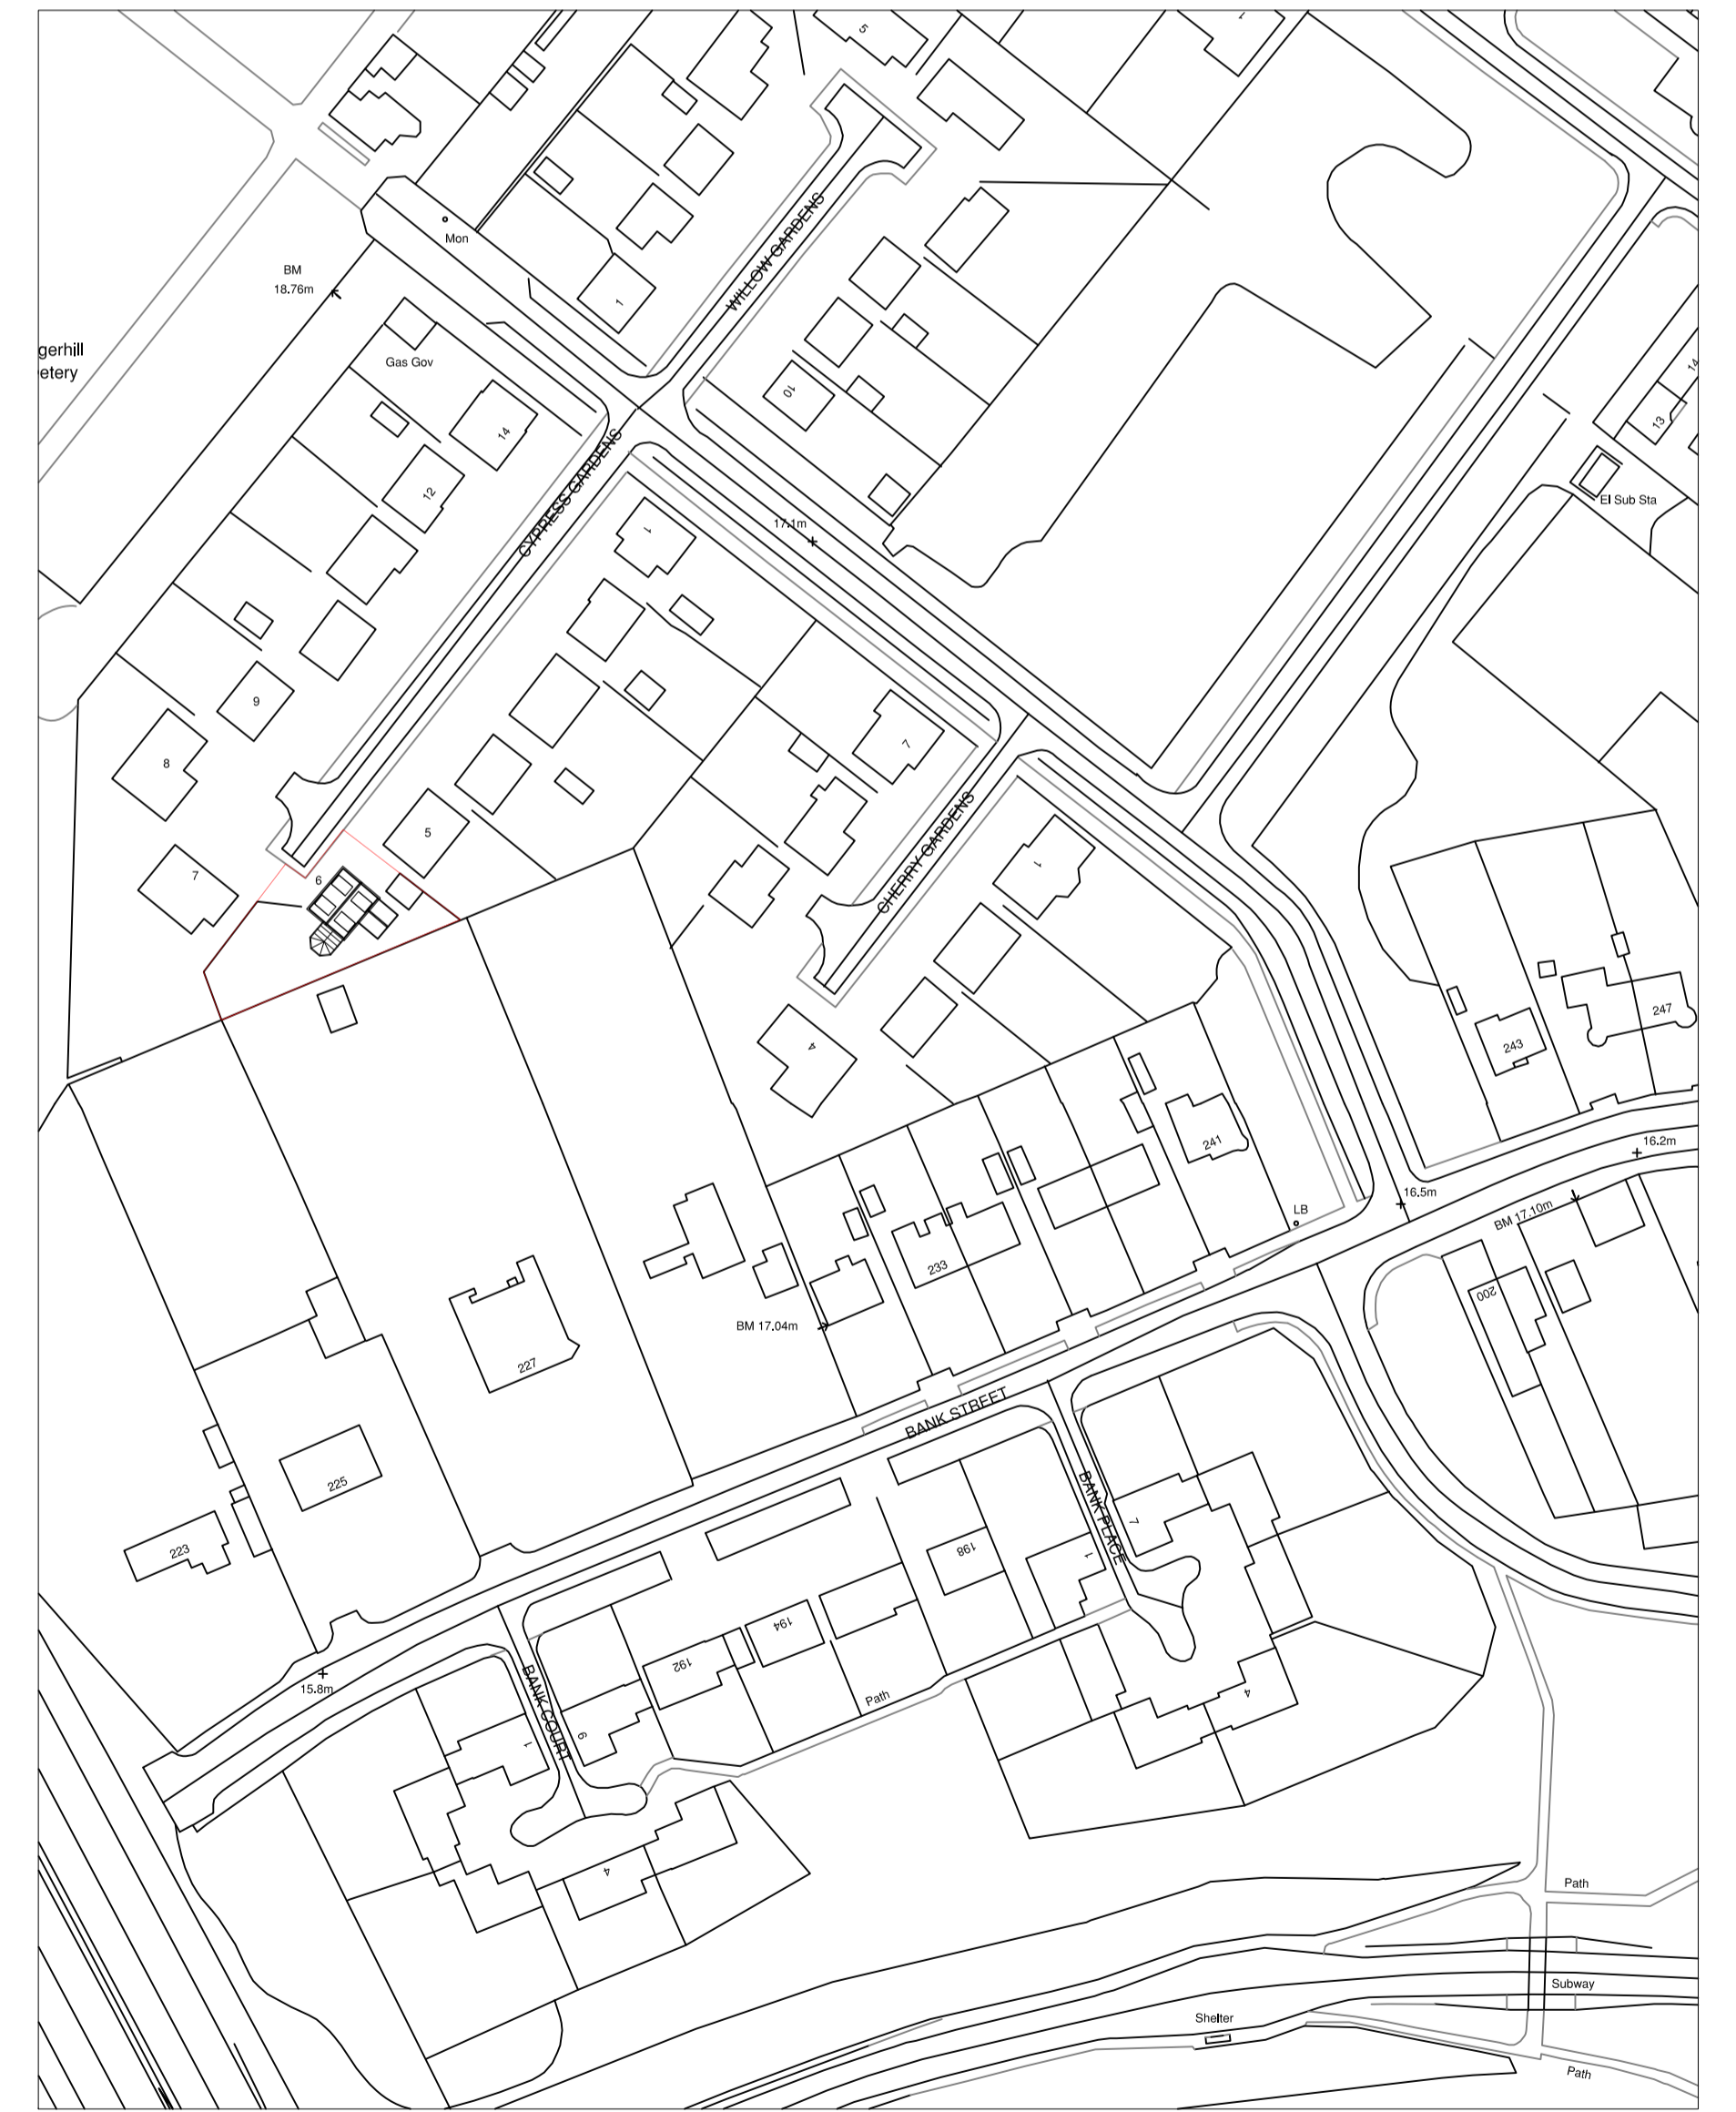 5
1
Mon
WILLOW GARDENS
BM
18.76m
1
gerhill
etery
Gas Gov
14
10
14
13
12
CYPRESS GARDENS
El Sub Sta
17.1m
1
9
7
8
5
CHERRY GARDENS
1
7
6
247
243
4
241
16.2m
16.5m
LB
BM 17.10m
233
200
BM 17.04m
227
BANK STREET
225
BANK PLACE
7
223
198
1
194
192
15.8m
Path
4
BANK COURT
1
6
4
Path
Subway
Shelter
Path